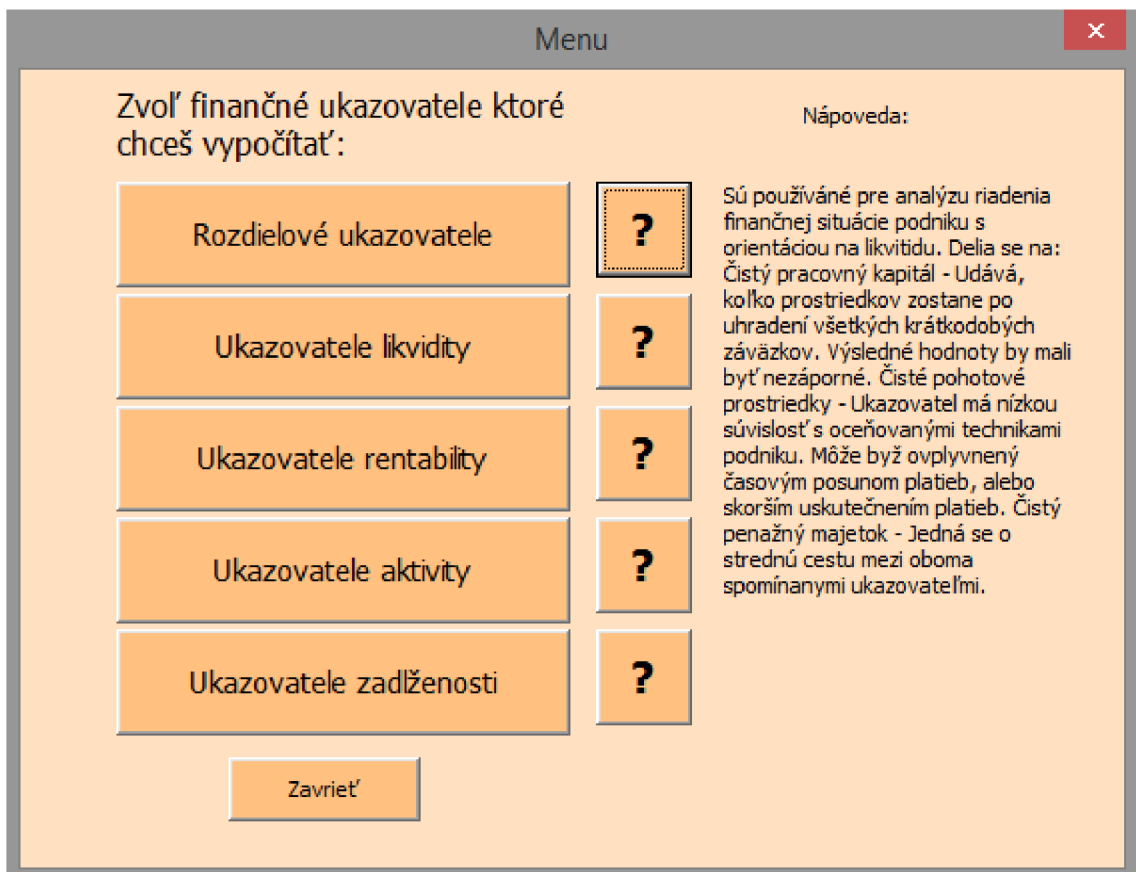 Menu
Zvoľ finančné ukazovatele ktoré
chceš vypočítať:
Rozdielové ukazovatele
?
Ukazovatele likvidity
?
Ukazovatele rentability
?
Ukazovatele aktivity
?
Ukazovatele zadĺženosti
?
Zavrieť
Nápoveda:
Sú používáné pre analýzu riadenia
finančnej situácie podniku s
orientáciou na likvitidu. Delia se na:
Čistý pracovný kapitál - Udává,
koľko prostriedkov zostane po
uhradení všetkých krátkodobých
záväzkov. Výsledné hodnoty by mali
byť nezáporné. Čisté pohotové
prostriedky - Ukazovatel má nízkou
súvislosť s oceňovanými technikami
podniku. Môže byž ovplyvnený
časovým posunom platieb, alebo
skorším uskutečnením platieb. Čistý
penažný majetok - Jedná se o
strednú cestu mezi oboma
spomínanymi ukazovateľmi.